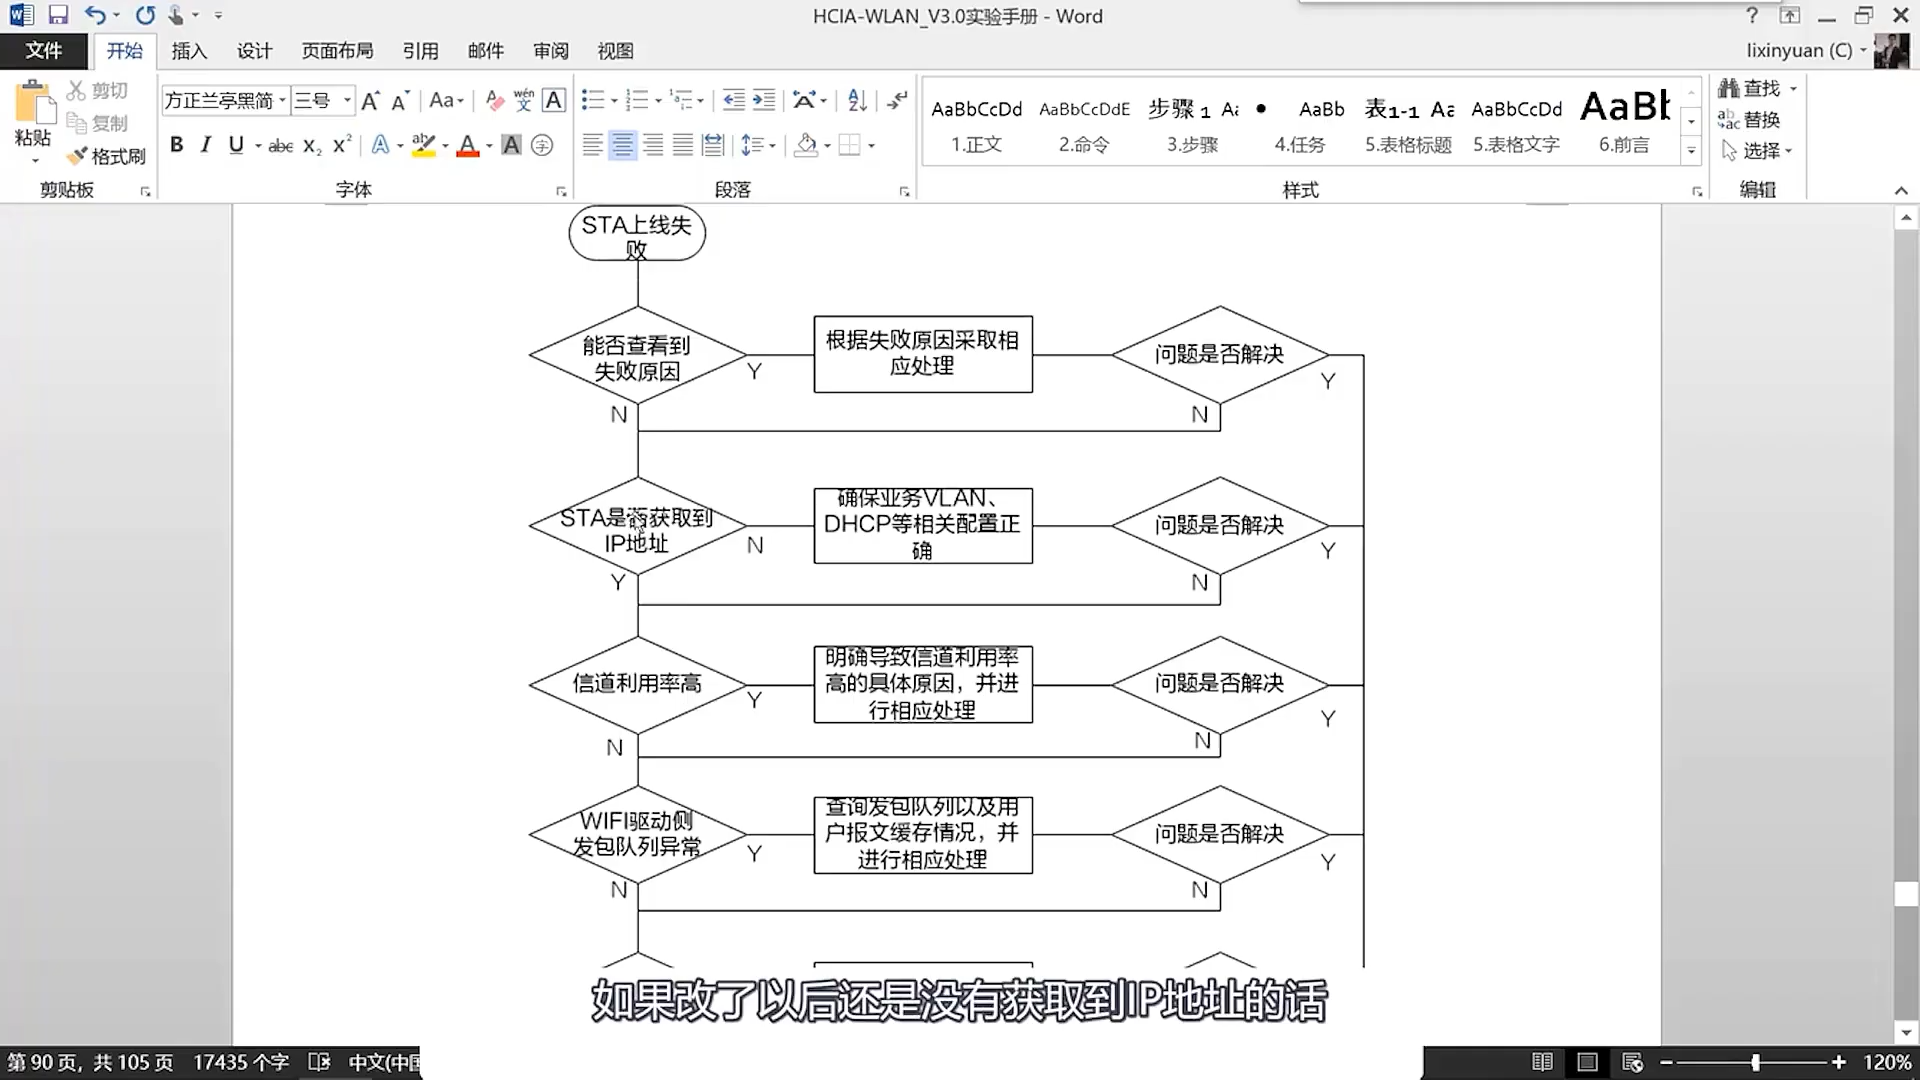 HCIA-WLAN_V3.0实验手册 - Word
文件 开始 插入 设计 页面布局 引用 邮件 审阅 视图
lixinyuan (C)
粘贴
剪切
复制
格式刷
剪贴板
方正兰亭黑简 三号
字体
段落
AaBbCcDd AaBbCcDdE 步骤 1 Aa AaBb 表1-1 Aa AaBbCcDd
1.正文 2.命令 3.步骤 4.任务 5.表格标题 5.表格文字 6.前言
样式
查找
替换
选择
编辑
STA上线失
败
能否查看到
失败原因
Y
N
根据失败原因采取相
应处理
问题是否解决
Y
N
STA是否获取到
IP地址
N
Y
确保业务VLAN、
DHCP等相关配置正
确
问题是否解决
Y
N
信道利用率高
Y
N
明确导致信道利用率
高的具体原因，并进
行相应处理
问题是否解决
Y
N
WIFI驱动侧
发包队列异常
Y
N
查询发包队列以及用
户报文缓存情况，并
进行相应处理
问题是否解决
Y
N
如果改了以后还是没有获取到IP地址的话
第 90 页，共 105 页 17435 个字 中文(中国
120%